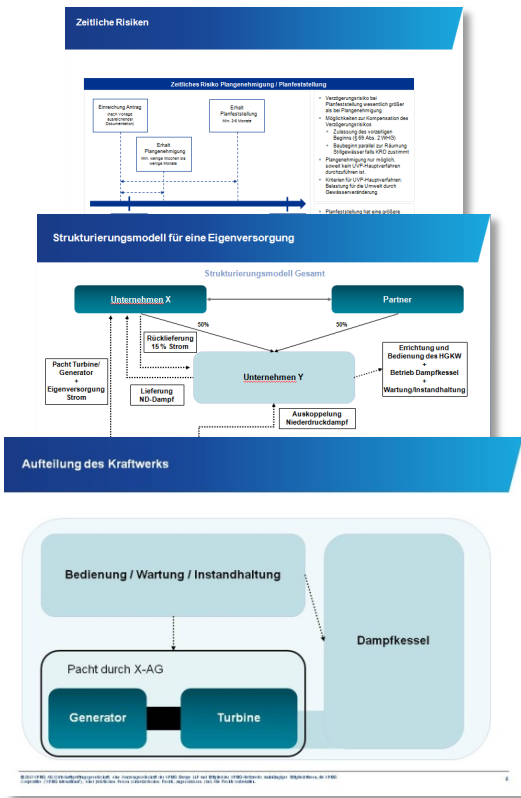 Zeitliche Risiken
Zeitliches Risiko Plangenehmigung / Planfeststellung
Einreichung Antrag
(nach Vorlage
ausreichender
Dokumentation)
Erhalt
Planfeststellung
Min. 2-6 Monate
Erhalt
Plangenehmigung
Min. wenige Wochen bis
wenige Monate
Verzögerungsrisiko bei
Planfeststellung wesentlich größer
als bei Plangenehmigung
Möglichkeiten zur Kompensation des
Verzögerungsrisikos
Zulassung des vorzeitigen
Beginns (§ 69 Abs. 2 WHG)
Baubeginn parallel zur Räumung
Stillgewässer falls KRD zustimmt
Plangenehmigung nur möglich,
soweit kein UVP-Hauptverfahren
durchzuführen ist.
Kriterien für UVP-Hauptverfahren:
Belastung für die Umwelt durch
Gewässerveränderung
Planfeststellung hat eine größere
Strukturierungsmodell für eine Eigenversorgung
Strukturierungsmodell Gesamt
Unternehmen X
Partner
50%
50%
Rücklieferung
15 % Strom
Errichtung und
Bedienung des HGKW
+
Betrieb Dampfkessel
+
Wartung/Instandhaltung
Pacht Turbine/
Generator
+
Eigenversorgung
Strom
Unternehmen Y
Lieferung
ND-Dampf
Auskoppelung
Niederdruckdampf
Aufteilung des Kraftwerks
Bedienung / Wartung / Instandhaltung
Dampfkessel
Pacht durch X-AG
Generator
Turbine